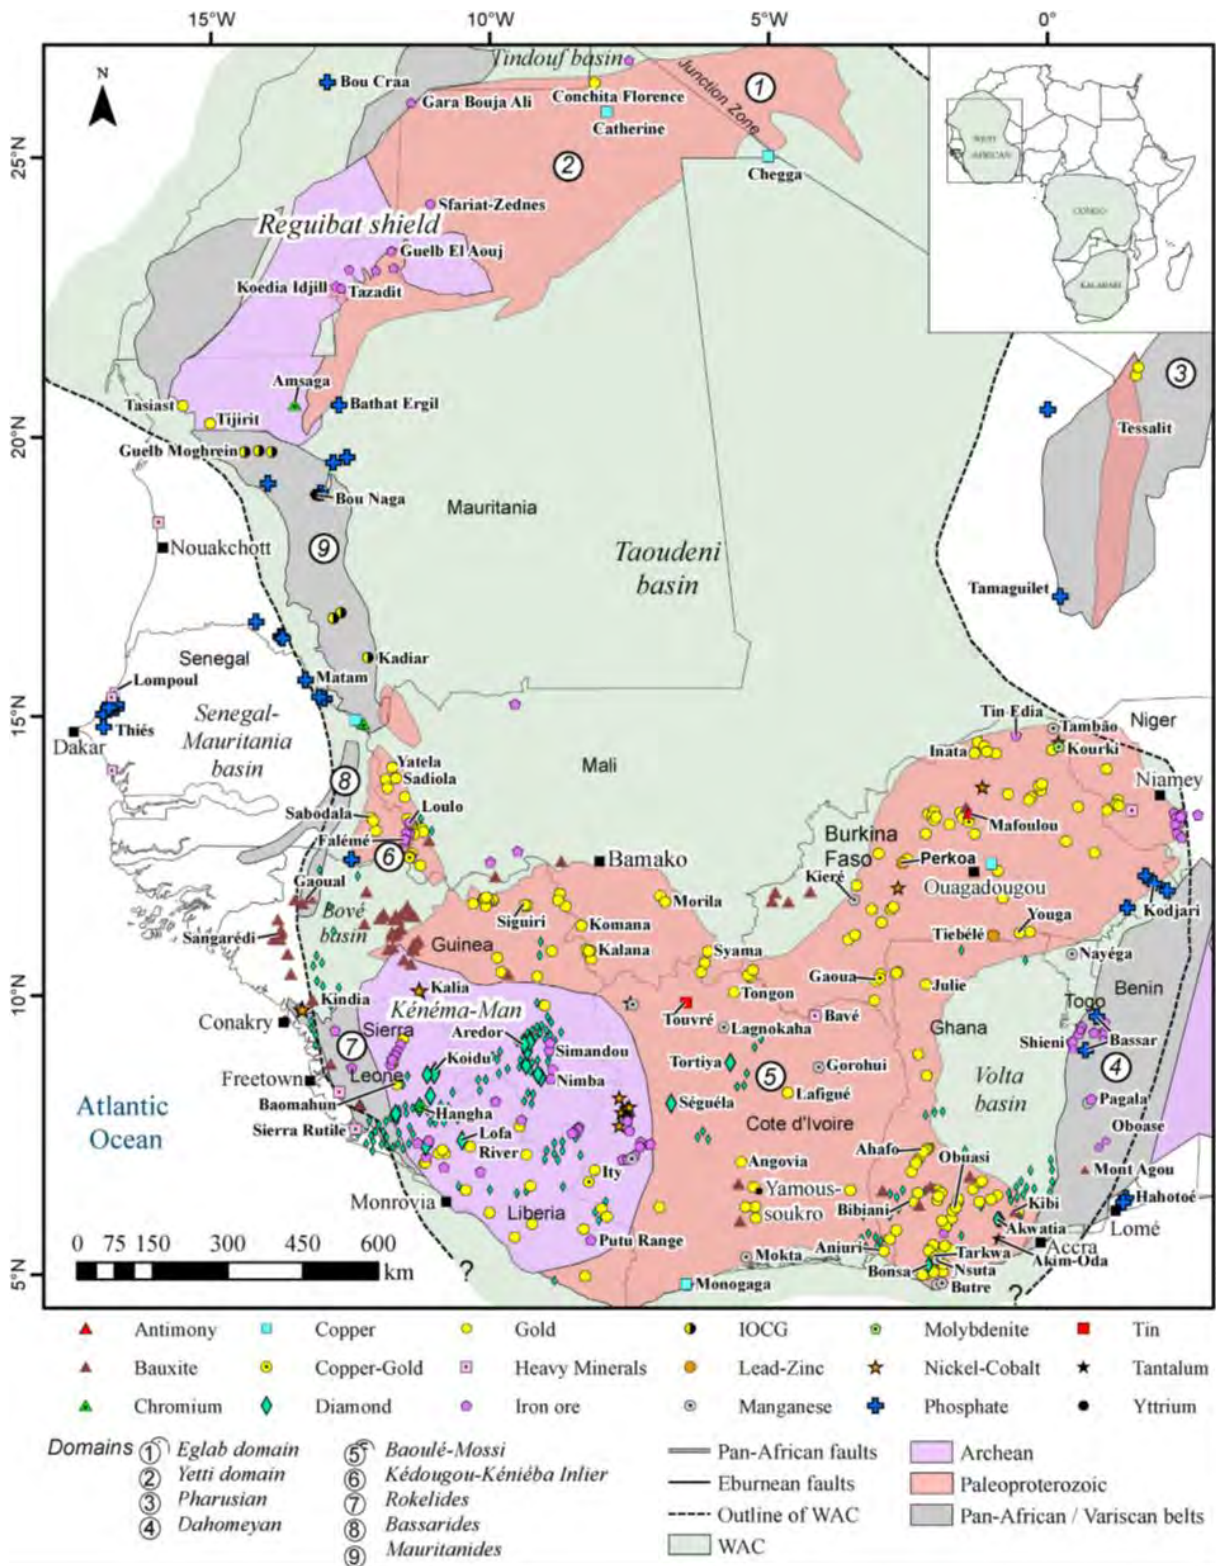 15°W
10°W
5°W
0°
N
Tindouf basin
Bou Craa
Gara Bouja Ali
Conchita Florence
Catherine
Junction Zone
1
2
25°N
Chegga
WEST
AFRICAN
CONGO
KALAHARI
Sfariat-Zednes
Reguibat shield
Guelb El Aouj
Koedia Idjill
Tazadit
Amsaga
Tasiast
Tijirit
Bathat Ergil
3
Tessalit
20°N
Guelb Moghrein
Bou Naga
Mauritania
9
Nouakchott
Taoudeni
basin
Tamaguilet
Kadiar
Senegal
Lompoul
Matam
15°N
Thiés
Dakar
Senegal-
Mauritania
basin
8
Yatela
Sadiola
Loulo
Sabodala
Falémé
6
Mali
Tin Edia
Tambão
Niger
Inata
Kourki
Niamey
Mafoulou
Burkina
Faso
Perkoa
Kieré
Ouagadougou
Bamako
Gaoual
Bové
basin
Sangarédi
Siguiri
Morila
Komana
Kalana
Guinea
Syama
Youga
Tiébélé
Kodjari
Nayéga
Benin
10°N
Kalia
Kindia
Conakry
Kénéma-Man
Tongon
Gaoua
Julie
Touvré
Lagnokaha
Bavé
Ghana
Togo
Bassar
Shieni
4
Sierra
Leone
7
Aredor
Koidu
Simandou
Nimba
Freetown
Baomahun
Hangha
Sierra Rutile
Lofa
River
Tortiya
Séguéla
5
Gorohui
Lafigué
Volta
basin
Pagala
Oboase
Mont Agou
Hahotoé
Atlantic
Ocean
Cote d'Ivoire
Ahafo
Obuasi
Ity
Angovia
Yamous-
soukro
Bibiani
Kibi
Akwatia
Lomé
Accra
Monrovia
Liberia
Putu Range
Mokta
Aniuri
Tarkwa
Akim-Oda
Bonsa
Nsuta
Butre
Monogaga
5°N
0 75 150 300 450 600
km
?
?
Antimony
Copper
Gold
IOCG
Molybdenite
Tin
Bauxite
Copper-Gold
Heavy Minerals
Lead-Zinc
Nickel-Cobalt
Tantalum
Chromium
Diamond
Iron ore
Manganese
Phosphate
Yttrium
Domains
1 Eglab domain
2 Yetti domain
3 Pharusian
4 Dahomeyan
5 Baoulé-Mossi
6 Kédougou-Kéniéba Inlier
7 Rokelides
8 Bassarides
9 Mauritanides
Pan-African faults
Eburnean faults
Outline of WAC
WAC
Archean
Paleoproterozoic
Pan-African / Variscan belts